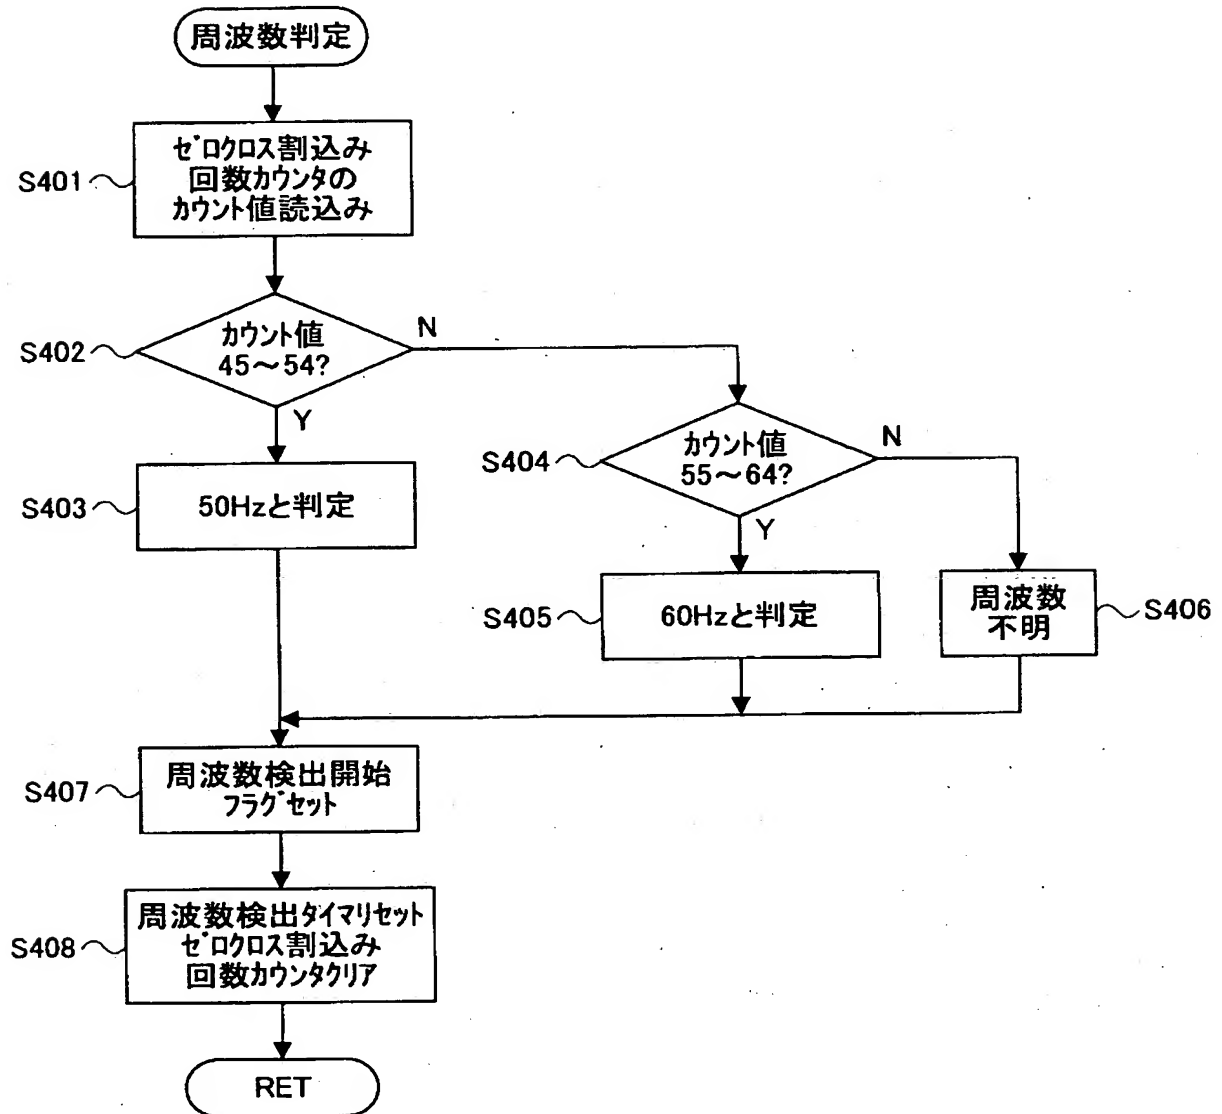 周波数判定
S401
ｾﾞﾛｸﾛｽ割込み
回数ｶｳﾝﾀの
ｶｳﾝﾄ値読込み
S402
ｶｳﾝﾄ値
45～54?
N
Y
S403
50Hzと判定
S404
ｶｳﾝﾄ値
55～64?
N
Y
S405
60Hzと判定
周波数
不明
S406
S407
周波数検出開始
ﾌﾗｸﾞｾｯﾄ
S408
周波数検出ﾀｲﾏﾘｾｯﾄ
ｾﾞﾛｸﾛｽ割込み
回数ｶｳﾝﾀｸﾘｱ
RET